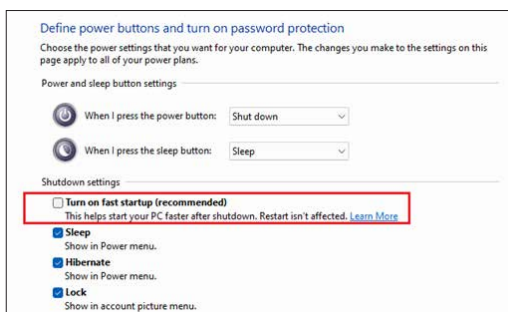 Define power buttons and turn on password protection
Choose the power settings that you want for your computer. The changes you make to the settings on this
page apply to all of your power plans.
Power and sleep button settings
When I press the power button: Shut down
When I press the sleep button: Sleep
Shutdown settings
Turn on fast startup (recommended)
This helps start your PC faster after shutdown. Restart isn't affected. Learn More
Sleep
Show in Power menu.
Hibernate
Show in Power menu.
Lock
Show in account picture menu.